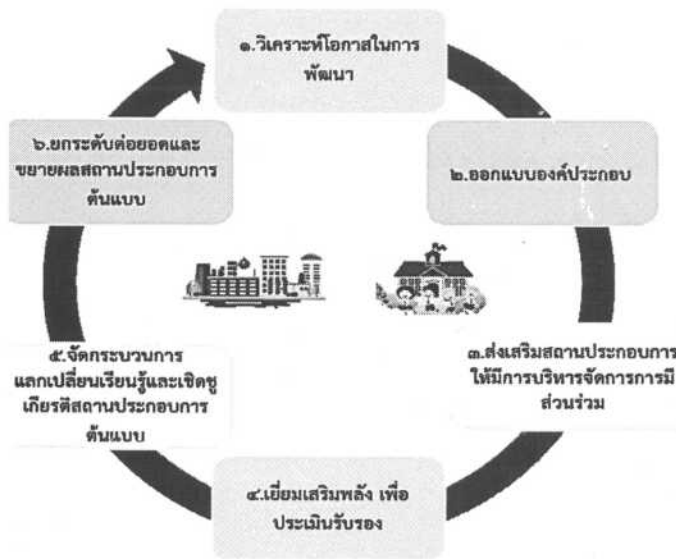 ๑.วิเคราะห์โอกาสในการ
พัฒนา
๒.ออกแบบองค์ประกอบ
๓.ส่งเสริมสถานประกอบการ
ให้มีการบริหารจัดการการมี
ส่วนร่วม
๔.เยี่ยมเสริมพลัง เพื่อ
ประเมินรับรอง
๕.จัดกระบวนการ
แลกเปลี่ยนเรียนรู้และเชิดชู
เกียรติสถานประกอบการ
ต้นแบบ
๖.ยกระดับต่อยอดและ
ขยายผลสถานประกอบการ
ต้นแบบ